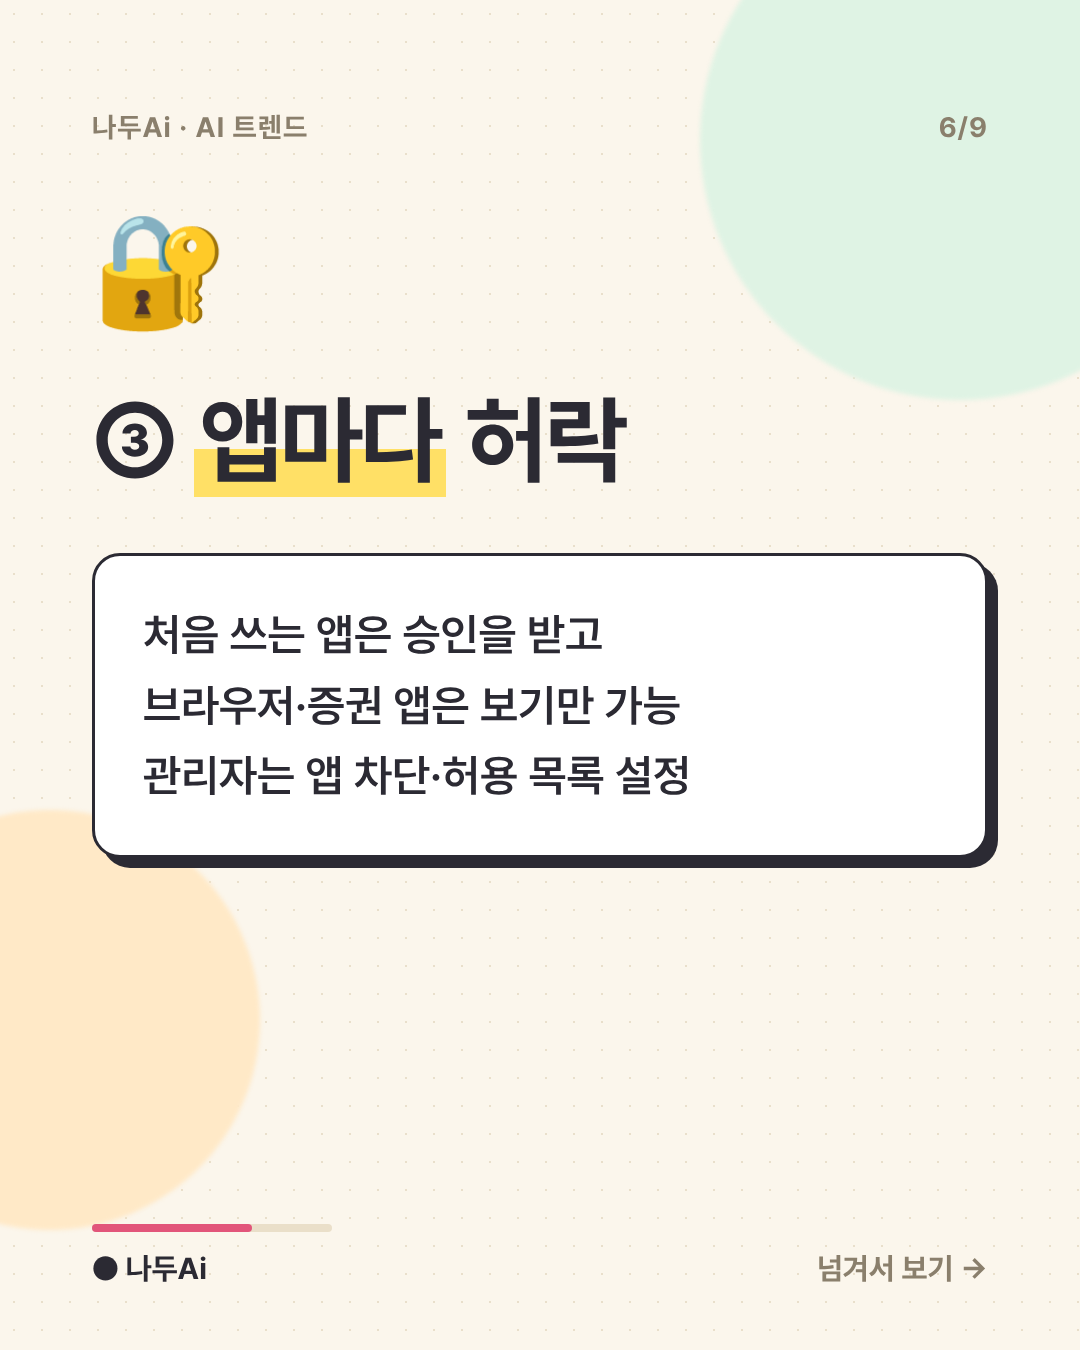 나두Ai · AI 트렌드
6/9
③ 앱마다 허락
처음 쓰는 앱은 승인을 받고
브라우저·증권 앱은 보기만 가능
관리자는 앱 차단·허용 목록 설정
● 나두Ai
넘겨서 보기 →